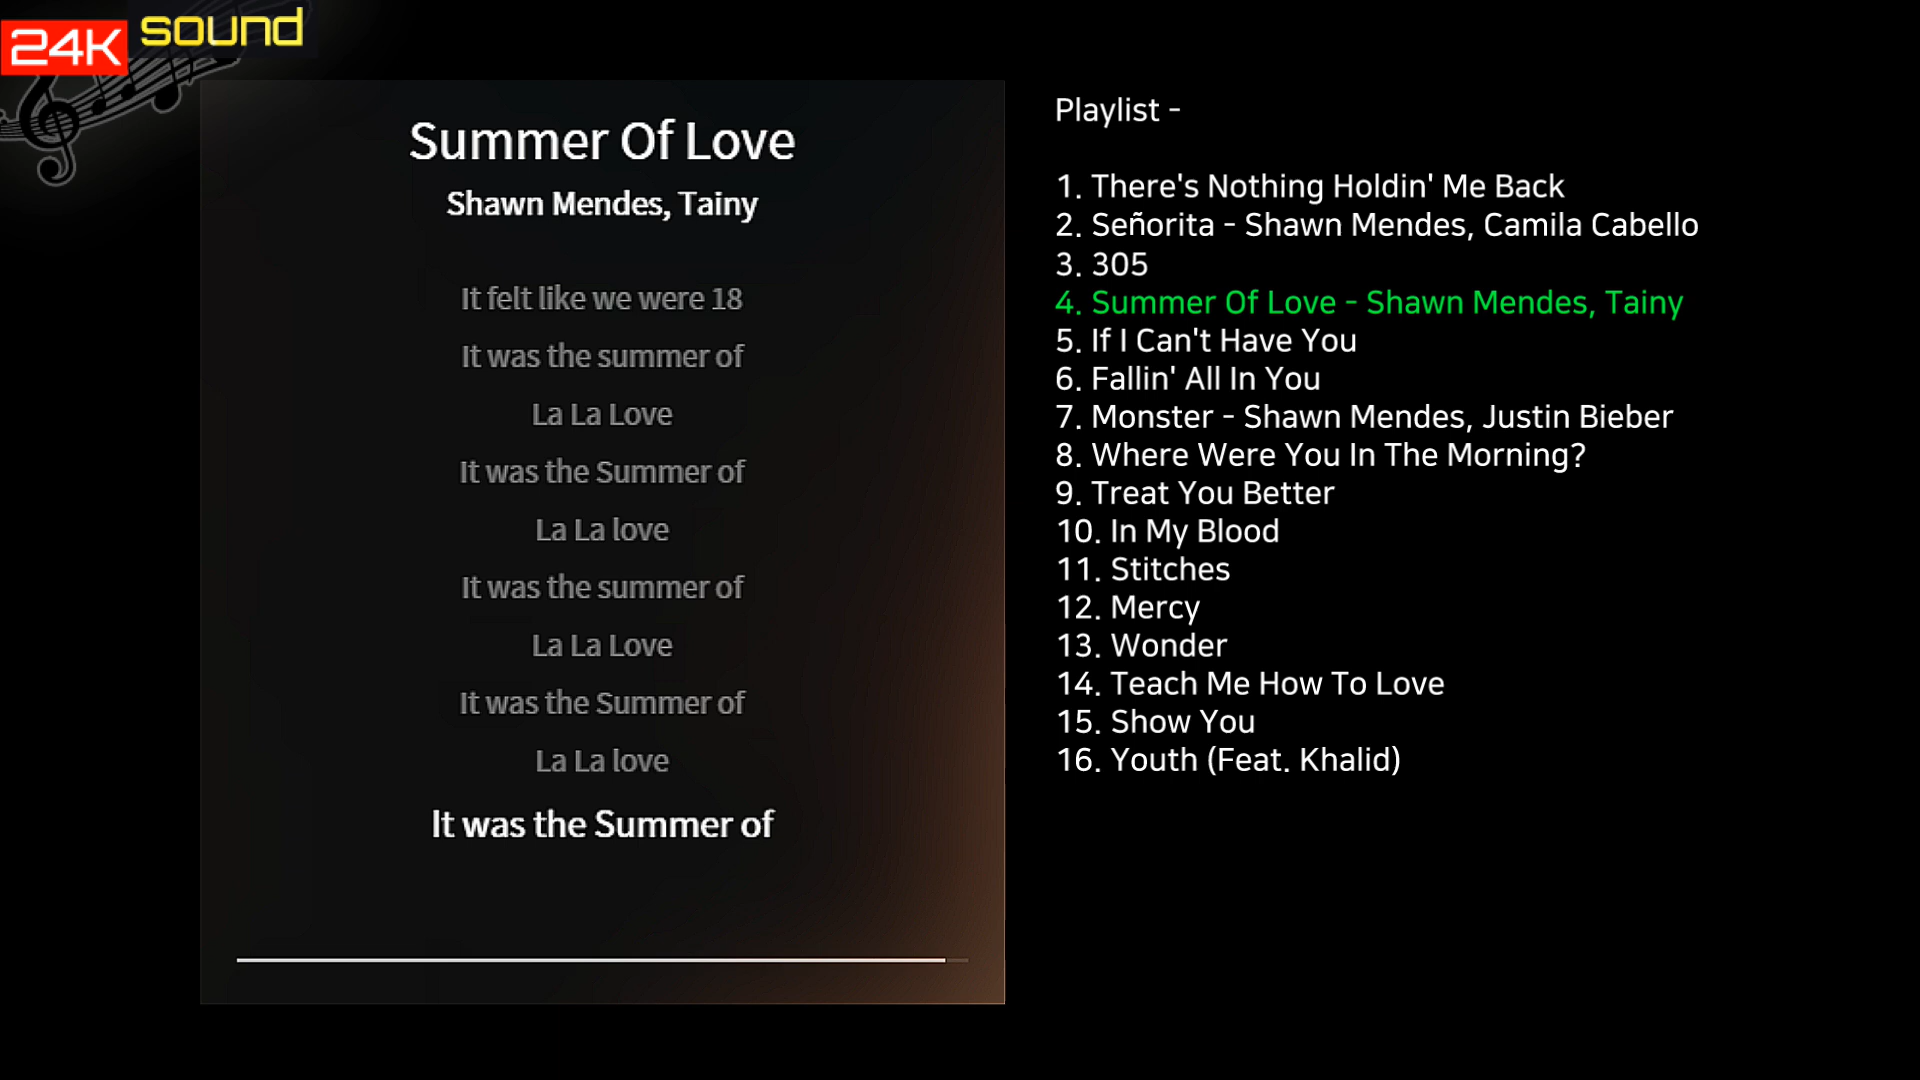 24K sound
Summer Of Love
Shawn Mendes, Tainy
It felt like we were 18
It was the summer of
La La Love
It was the Summer of
La La love
It was the summer of
La La Love
It was the Summer of
La La love
It was the Summer of
Playlist -
1. There's Nothing Holdin' Me Back
2. Señorita - Shawn Mendes, Camila Cabello
3. 305
4. Summer Of Love - Shawn Mendes, Tainy
5. If I Can't Have You
6. Fallin' All In You
7. Monster - Shawn Mendes, Justin Bieber
8. Where Were You In The Morning?
9. Treat You Better
10. In My Blood
11. Stitches
12. Mercy
13. Wonder
14. Teach Me How To Love
15. Show You
16. Youth (Feat. Khalid)